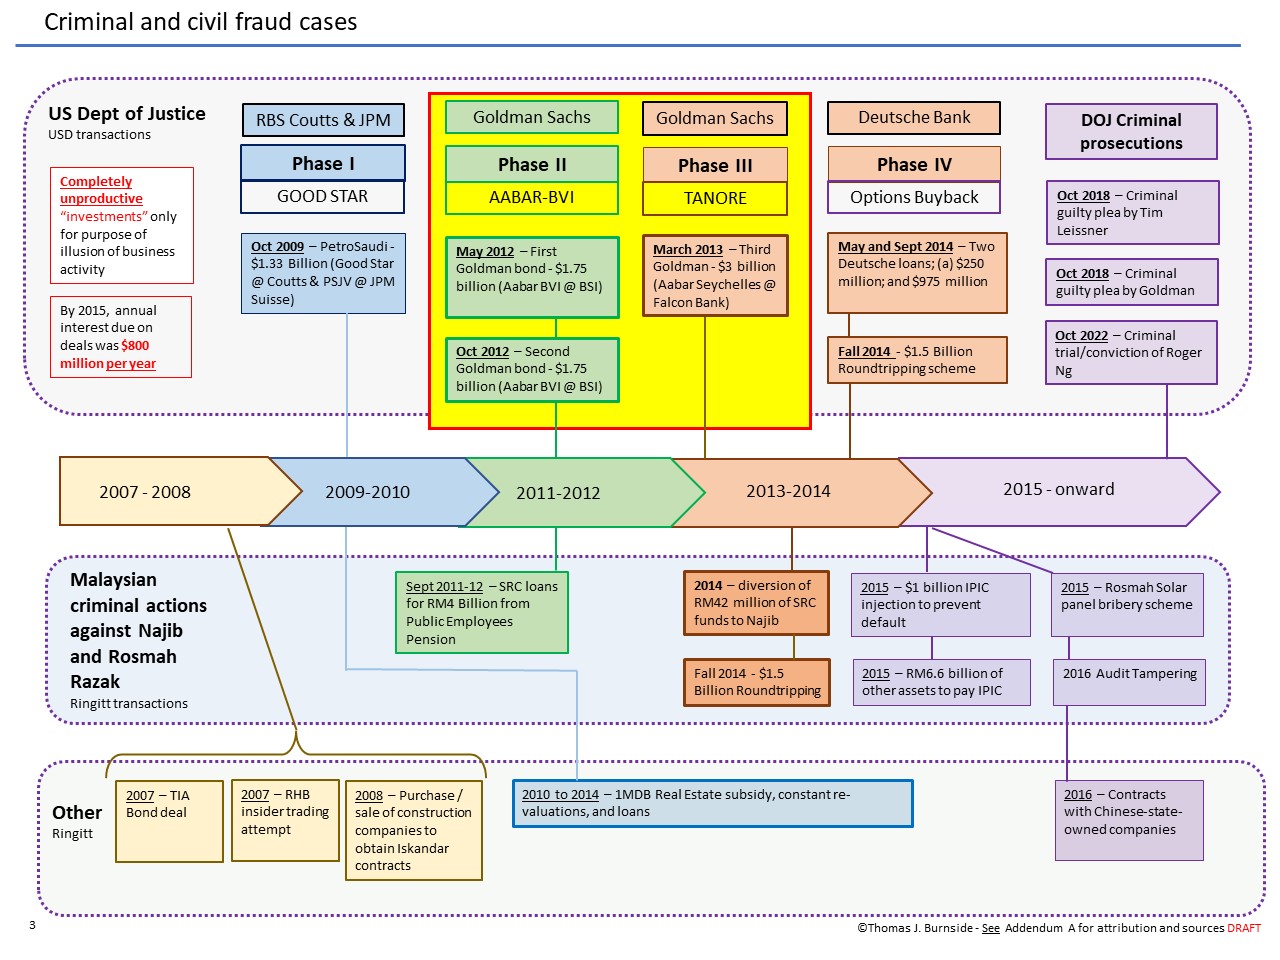 Criminal and civil fraud cases
US Dept of Justice
USD transactions
Completely
unproductive
“investments” only
for purpose of
illusion of business
activity
By 2015, annual
interest due on
deals was $800
million per year
RBS Coutts & JPM
Phase I
GOOD STAR
Oct 2009 – PetroSaudi -
$1.33 Billion (Good Star
@ Coutts & PSJV @ JPM
Suisse)
Goldman Sachs
Phase II
AABAR-BVI
May 2012 – First
Goldman bond - $1.75
billion (Aabar BVI @ BSI)
Oct 2012 – Second
Goldman bond - $1.75
billion (Aabar BVI @ BSI)
Goldman Sachs
Phase III
TANORE
March 2013 – Third
Goldman - $3 billion
(Aabar Seychelles @
Falcon Bank)
Deutsche Bank
Phase IV
Options Buyback
May and Sept 2014 – Two
Deutsche loans; (a) $250
million; and $975 million
Fall 2014 - $1.5 Billion
Roundtripping scheme
DOJ Criminal
prosecutions
Oct 2018 – Criminal
guilty plea by Tim
Leissner
Oct 2018 – Criminal
guilty plea by Goldman
Oct 2022 – Criminal
trial/conviction of Roger
Ng
2007 - 2008
2009-2010
2011-2012
2013-2014
2015 - onward
Malaysian
criminal actions
against Najib
and Rosmah
Razak
Ringitt transactions
Sept 2011-12 – SRC loans
for RM4 Billion from
Public Employees
Pension
2014 – diversion of
RM42 million of SRC
funds to Najib
Fall 2014 - $1.5
Billion Roundtripping
2015 – $1 billion IPIC
injection to prevent
default
2015 – RM6.6 billion of
other assets to pay IPIC
2015 – Rosmah Solar
panel bribery scheme
2016 Audit Tampering
Other
Ringitt
2007 – TIA
Bond deal
2007 – RHB
insider trading
attempt
2008 – Purchase /
sale of construction
companies to
obtain Iskandar
contracts
2010 to 2014 – 1MDB Real Estate subsidy, constant re-
valuations, and loans
2016 – Contracts
with Chinese-state-
owned companies
3
©Thomas J. Burnside - See Addendum A for attribution and sources DRAFT